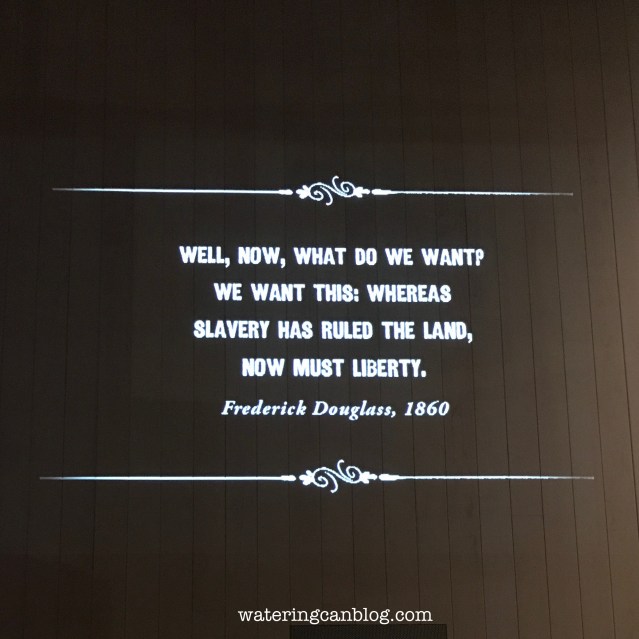 WELL, NOW, WHAT DO WE WANT?
WE WANT THIS: WHEREAS
SLAVERY HAS RULED THE LAND,
NOW MUST LIBERTY.
Frederick Douglass, 1860
wateringcanblog.com